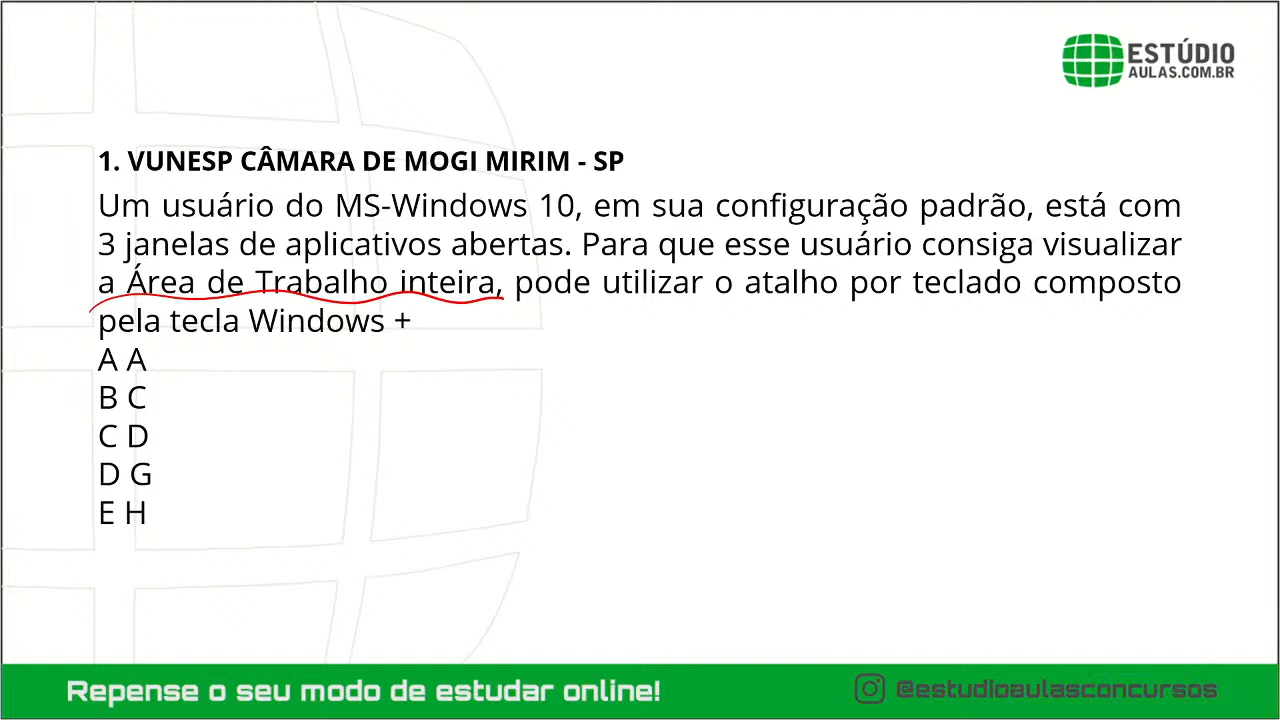 ESTÚDIO
AULAS.COM.BR
1. VUNESP CÂMARA DE MOGI MIRIM - SP
Um usuário do MS-Windows 10, em sua configuração padrão, está com
3 janelas de aplicativos abertas. Para que esse usuário consiga visualizar
a Área de Trabalho inteira, pode utilizar o atalho por teclado composto
pela tecla Windows +
A A
B C
C D
D G
E H
Repense o seu modo de estudar online!
@estudioaulasconcursos